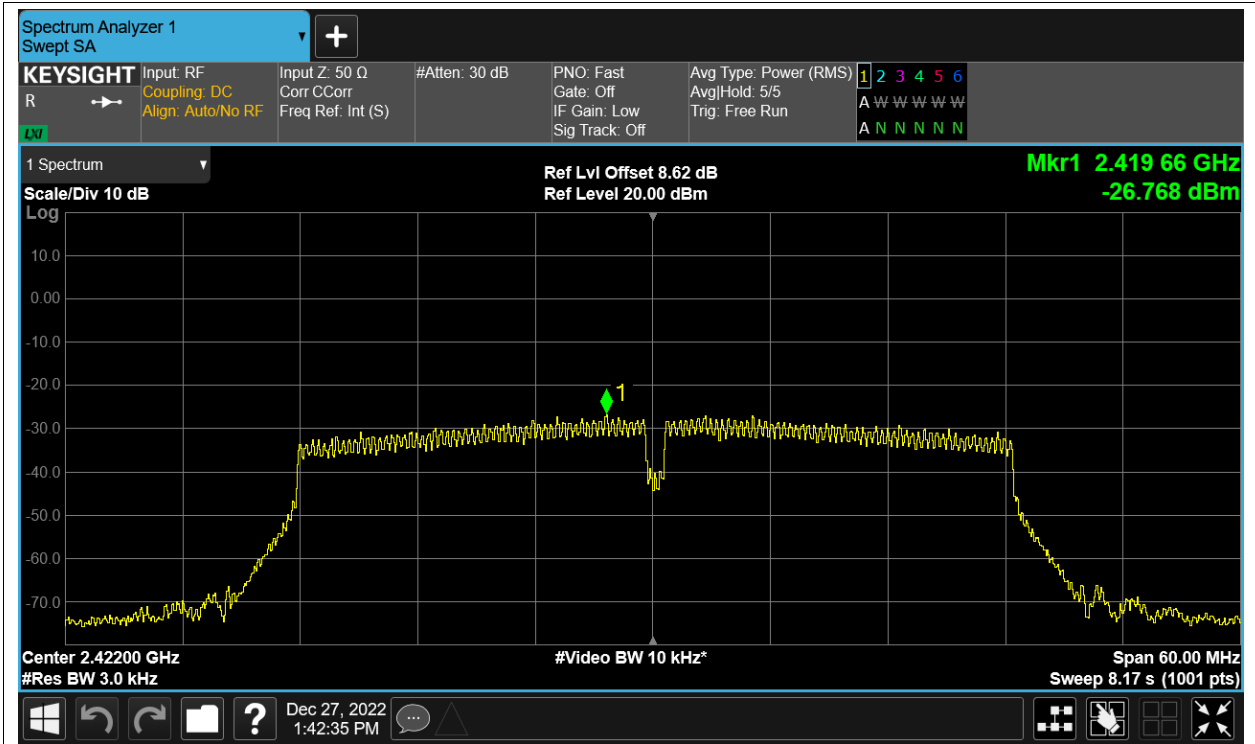 Spectrum Analyzer 1
Swept SA
KEYSIGHT
R
LXI
Input: RF
Coupling: DC
Align: Auto/No RF
Input Z: 50 Ω
Corr CCorr
Freq Ref: Int (S)
#Atten: 30 dB
PNO: Fast
Gate: Off
IF Gain: Low
Sig Track: Off
Avg Type: Power (RMS)
Avg|Hold: 5/5
Trig: Free Run
1 2 3 4 5 6
A W W W W W
A N N N N N
1 Spectrum
Scale/Div 10 dB
Log
Ref Lvl Offset 8.62 dB
Ref Level 20.00 dBm
Mkr1 2.419 66 GHz
-26.768 dBm
10.0
0.00
-10.0
-20.0
1
-30.0
-40.0
-50.0
-60.0
-70.0
Center 2.42200 GHz
#Video BW 10 kHz*
Span 60.00 MHz
#Res BW 3.0 kHz
Sweep 8.17 s (1001 pts)
?
Dec 27, 2022
1:42:35 PM